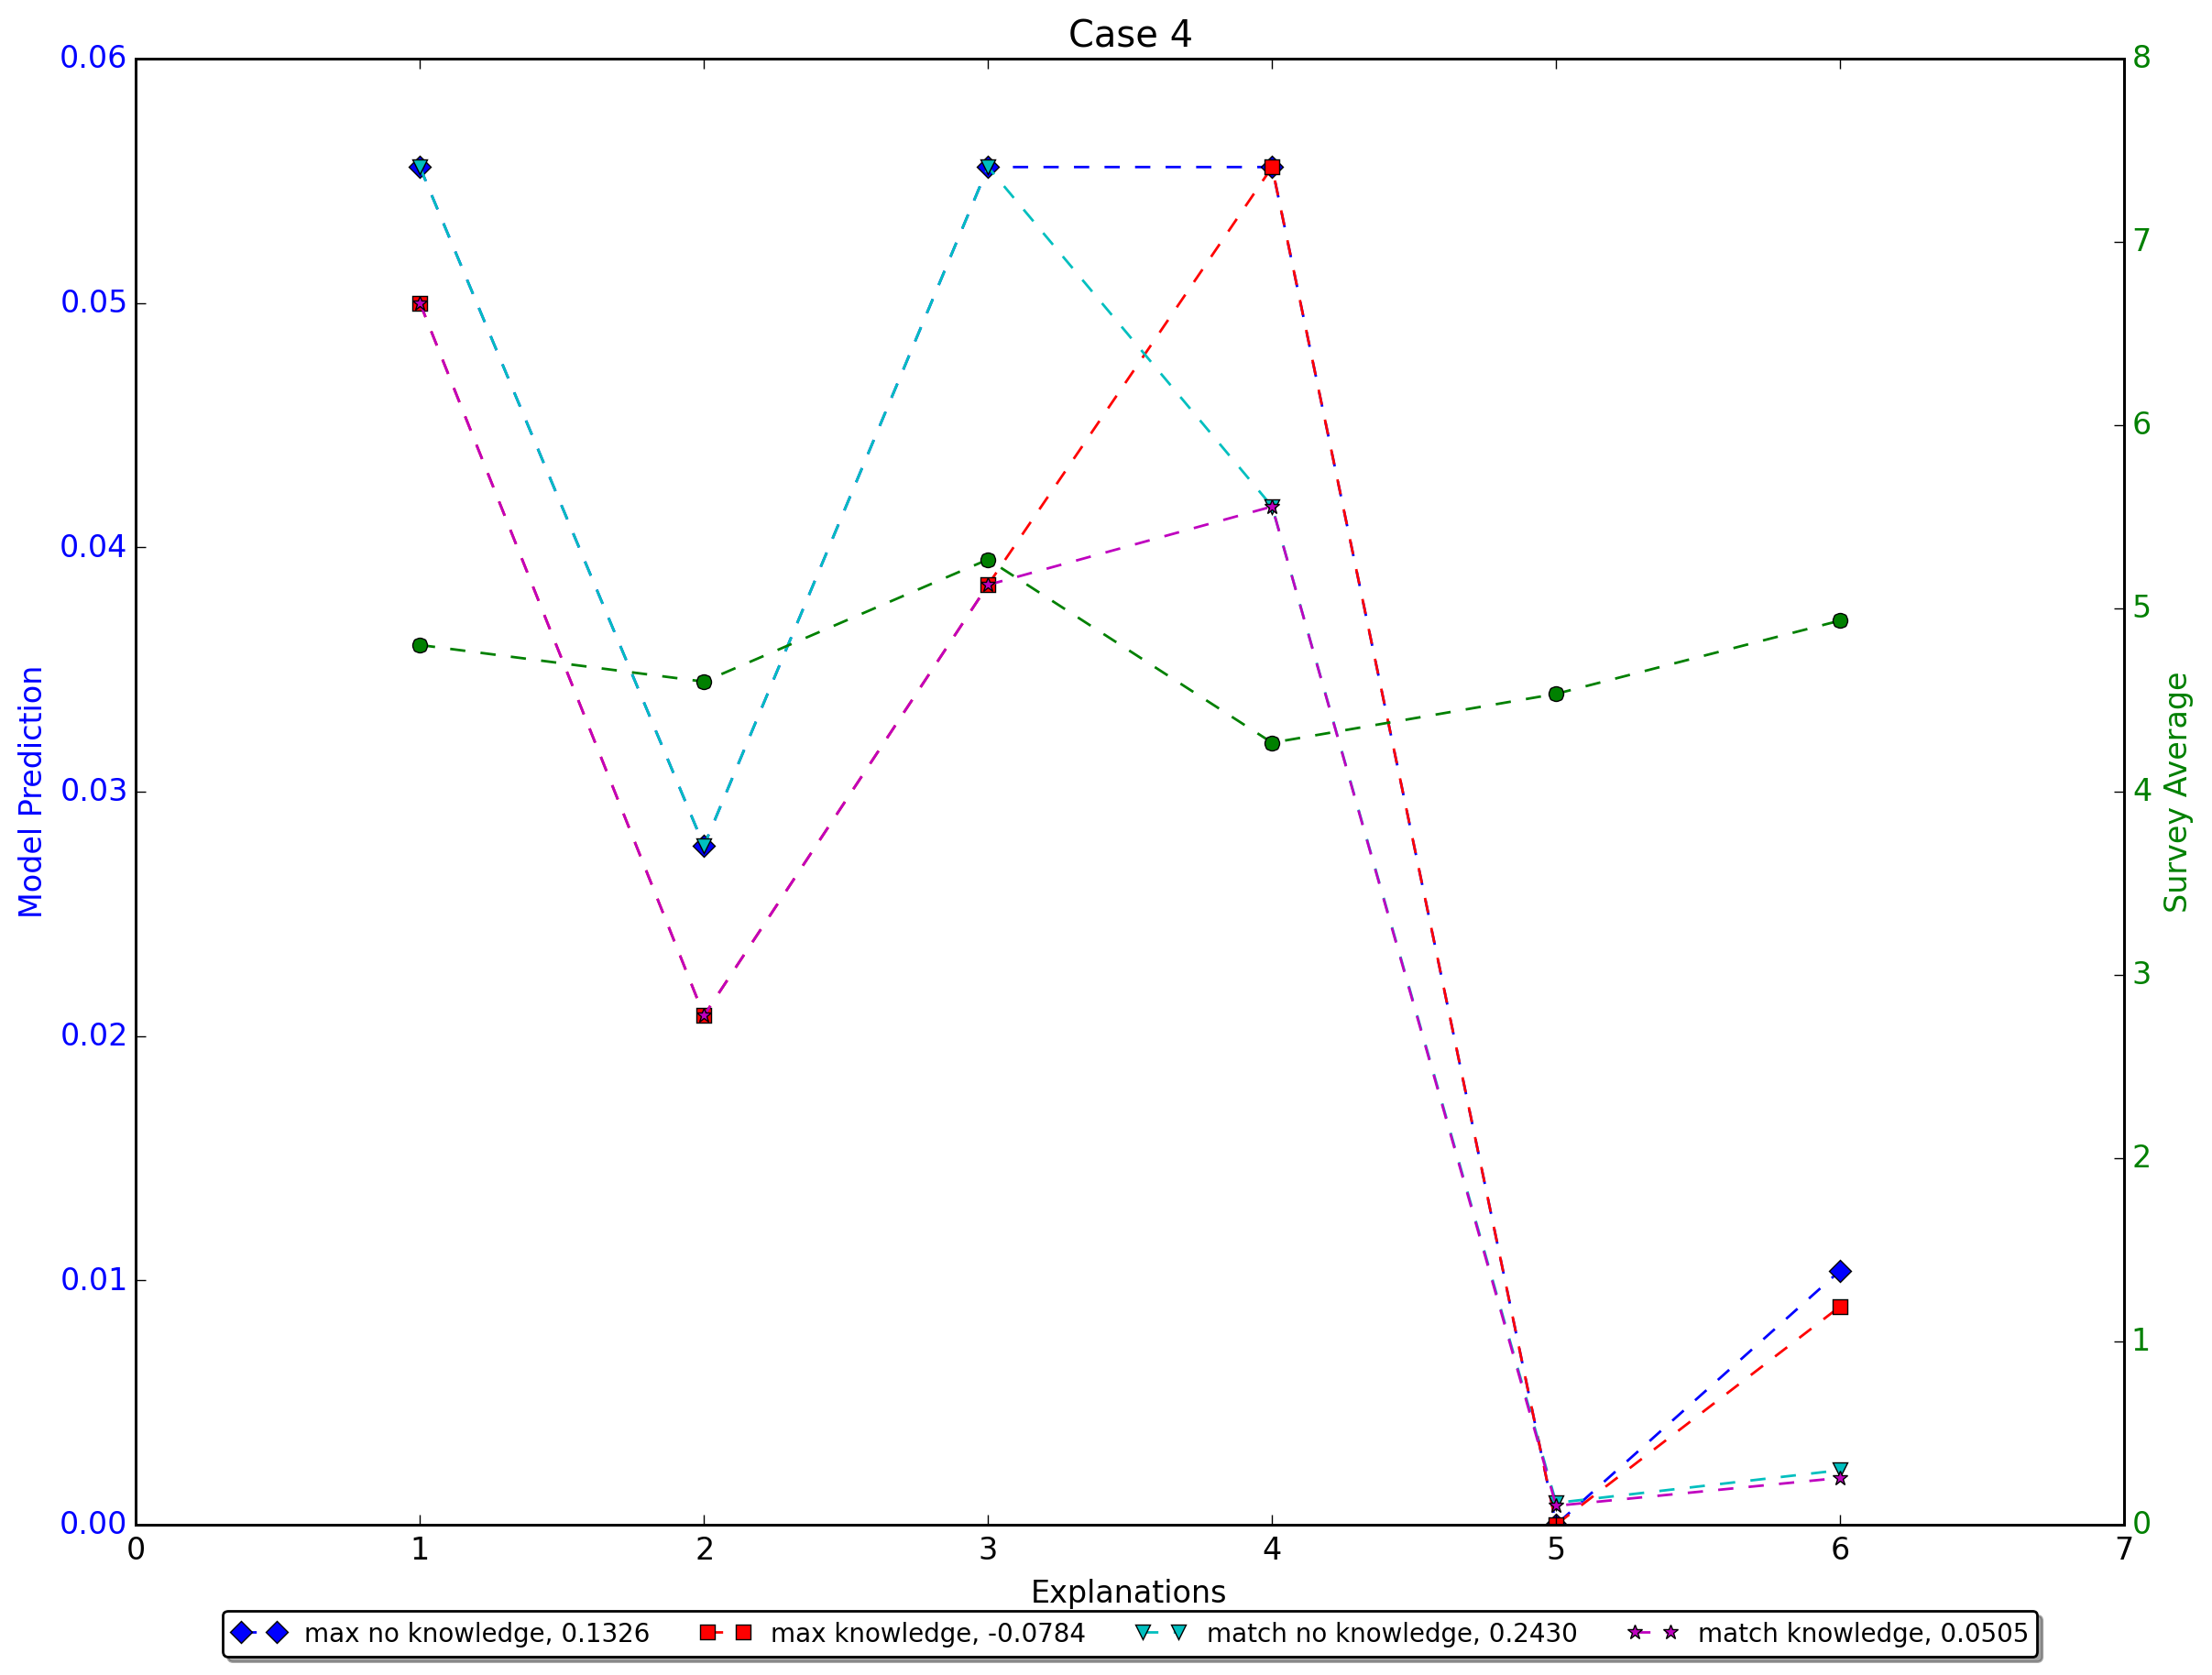 Case 4
0.06
0.05
0.04
0.03
0.02
0.01
0.00
Model Prediction
8
7
6
5
4
3
2
1
0
Survey Average
0 1 2 3 4 5 6 7
Explanations
max no knowledge, 0.1326 max knowledge, -0.0784 match no knowledge, 0.2430 match knowledge, 0.0505